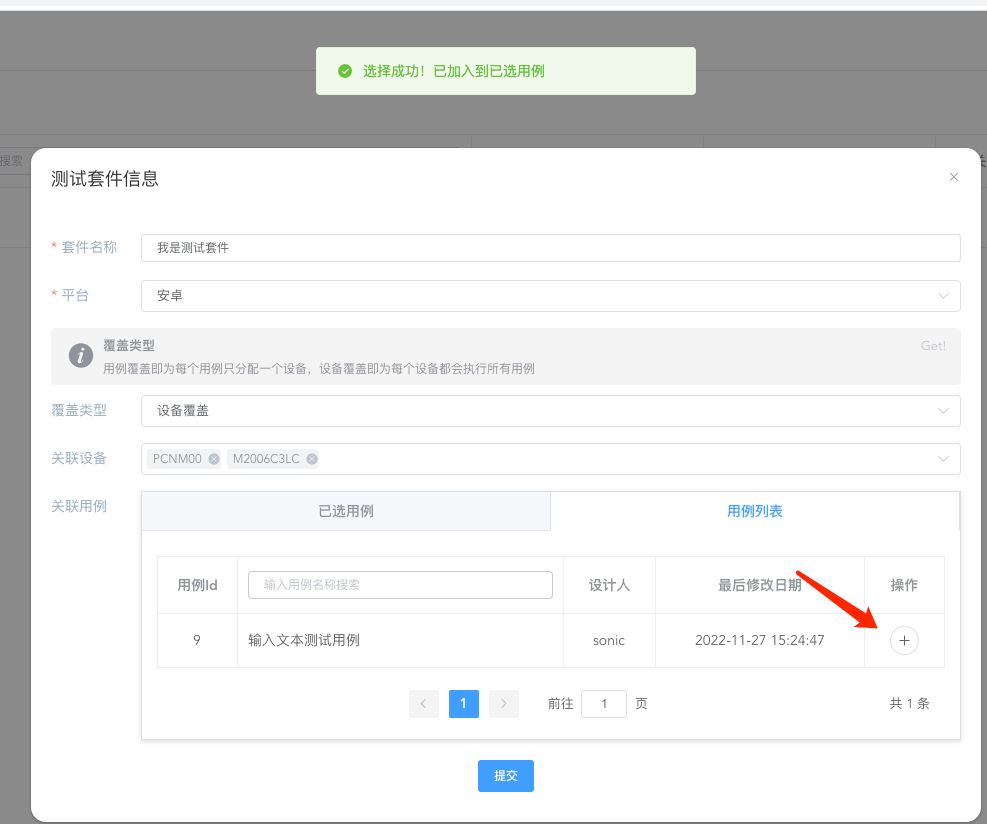 选择成功！已加入到已选用例
搜索
测试套件信息
* 套件名称
我是测试套件
* 平台
安卓
覆盖类型
Get!
用例覆盖即为每个用例只分配一个设备，设备覆盖即为每个设备都会执行所有用例
覆盖类型
设备覆盖
关联设备
PCNM00 M2006C3LC
关联用例
已选用例 用例列表
用例Id 输入用例名称搜索 设计人 最后修改日期 操作
9 输入文本测试用例 sonic 2022-11-27 15:24:47
1 前往 1 页 共 1 条
提交